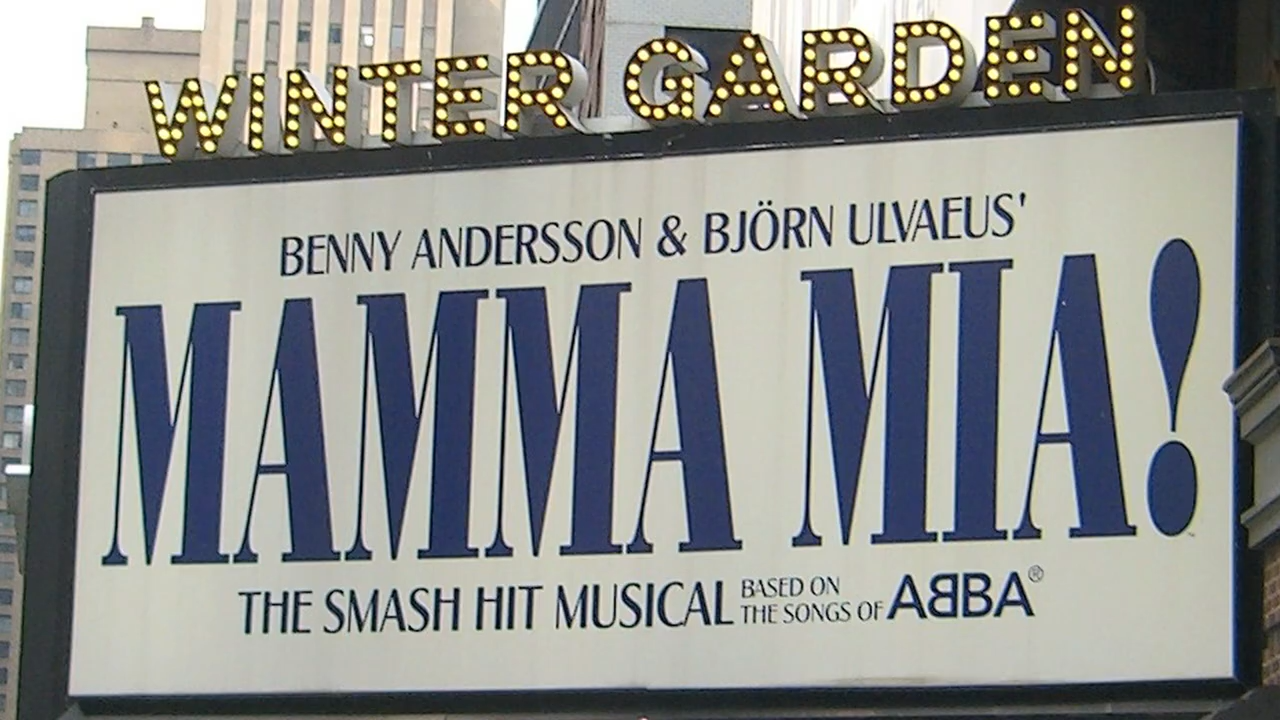 WINTER GARDEN
BENNY ANDERSSON & BJÖRN ULVAEUS'
MAMMA MIA!
THE SMASH HIT MUSICAL BASED ON THE SONGS OF ABBA®